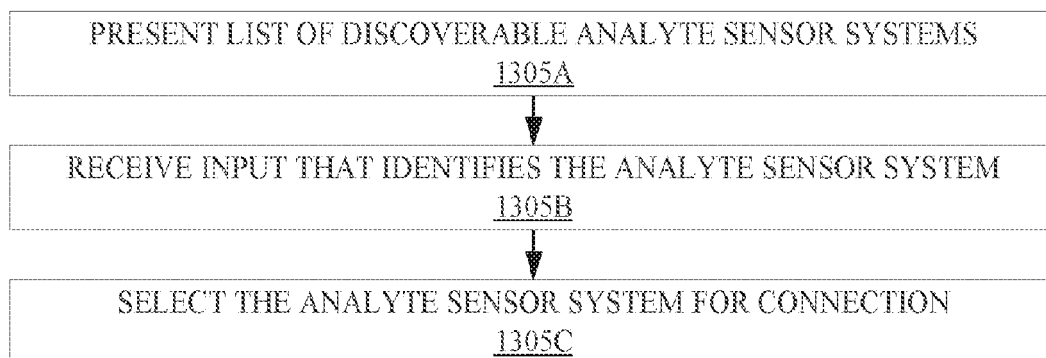 PRESENT LIST OF DISCOVERABLE ANALYTE SENSOR SYSTEMS
1305A
RECEIVE INPUT THAT IDENTIFIES THE ANALYTE SENSOR SYSTEM
1305B
SELECT THE ANALYTE SENSOR SYSTEM FOR CONNECTION
1305C